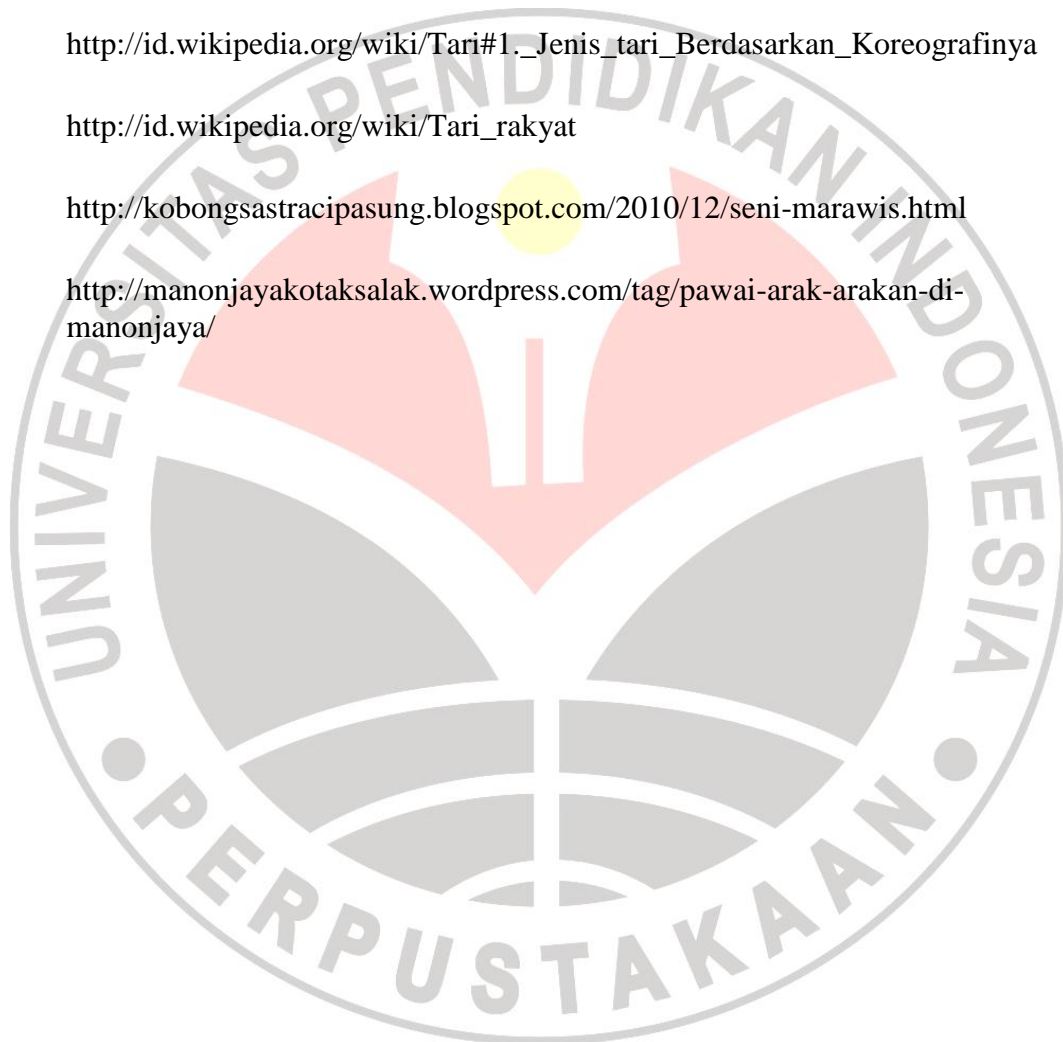 http://id.wikipedia.org/wiki/Tari#1._Jenis_tari_Berdasarkan_Koreografinya
http://id.wikipedia.org/wiki/Tari_rakyat
http://kobongsastracipasung.blogspot.com/2010/12/seni-marawis.html
http://manonjayakotaksalak.wordpress.com/tag/pawai-arak-arakan-di-
manonjaya/
UNIVERSITAS PENDIDIKAN INDONESIA
PERPUSTAKAAN